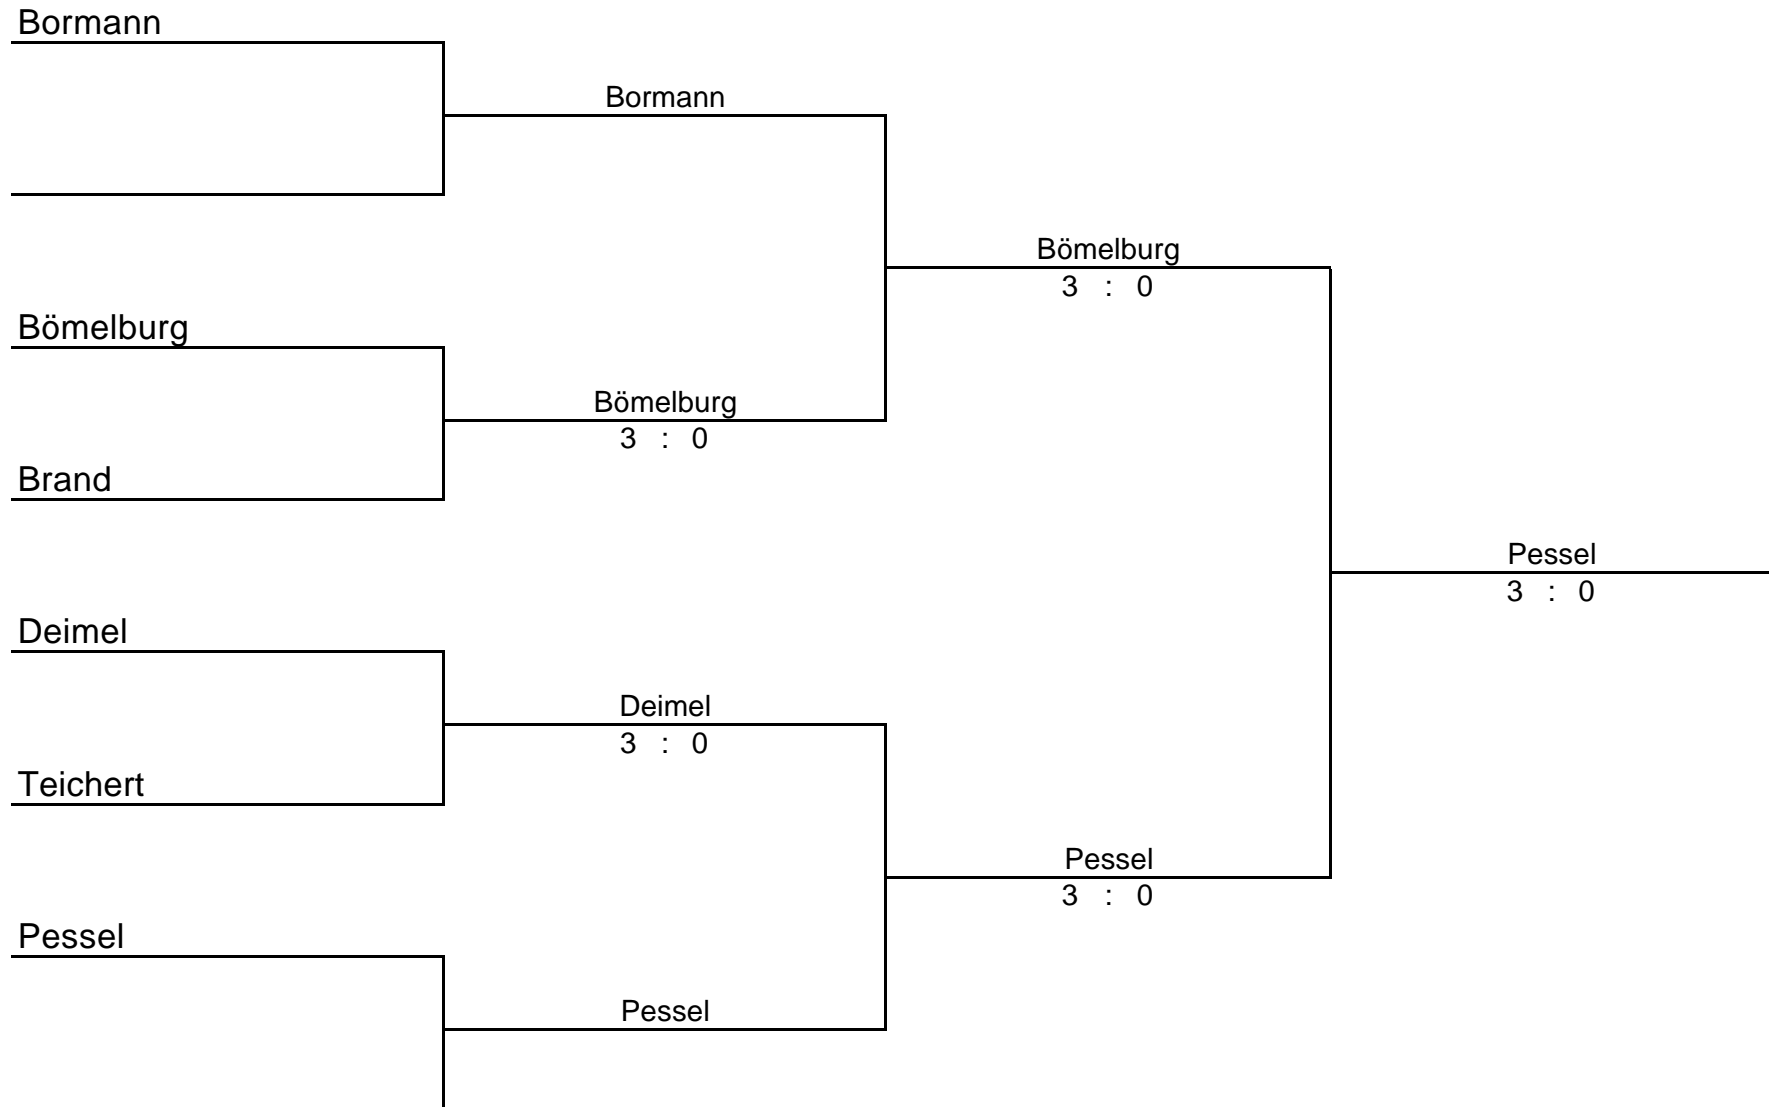 Bormann
Bormann
Bömelburg
3 : 0
Bömelburg
Bömelburg
3 : 0
Brand
Pessel
3 : 0
Deimel
Deimel
3 : 0
Teichert
Pessel
3 : 0
Pessel
Pessel